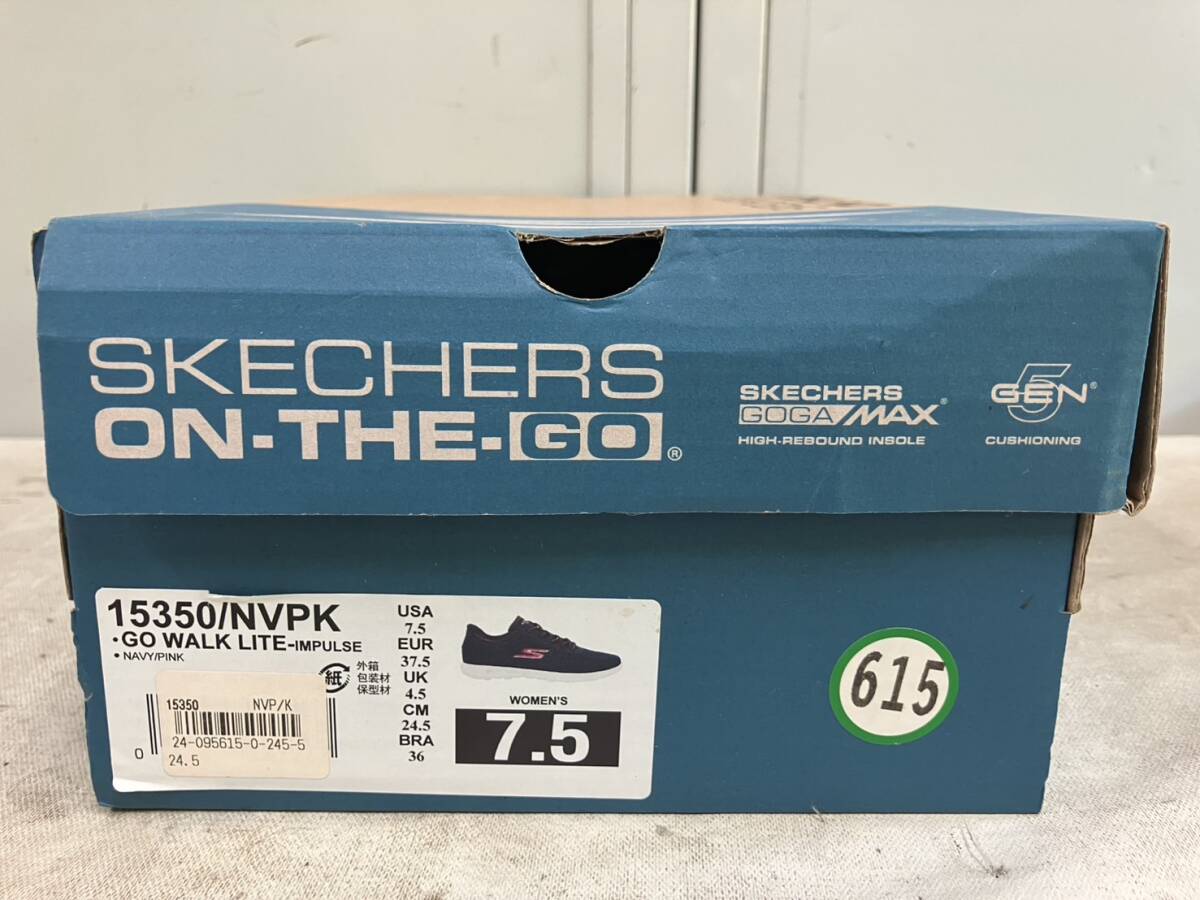 SKECHERS
ON-THE-GO®
SKECHERS
GOGA MAX®
HIGH-REBOUND INSOLE
GEN 5®
CUSHIONING
15350/NVPK
•GO WALK LITE-IMPULSE
• NAVY/PINK
紙
外箱
包装材
保型材
USA
7.5
EUR
37.5
UK
4.5
CM
24.5
BRA
36
WOMEN'S
7.5
15350 NVP/K
24-095615-0-245-5
24.5
0
615